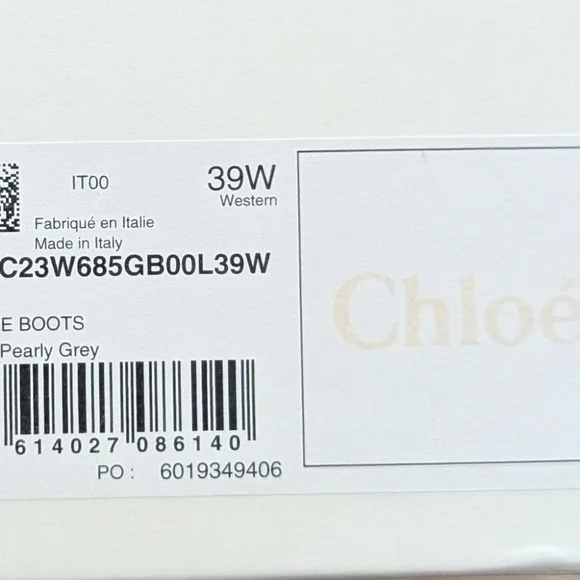 IT00
39W
Western
Fabriqué en Italie
Made in Italy
C23W685GB00L39W
E BOOTS
Pearly Grey
614027 086140
PO : 6019349406
Chloé